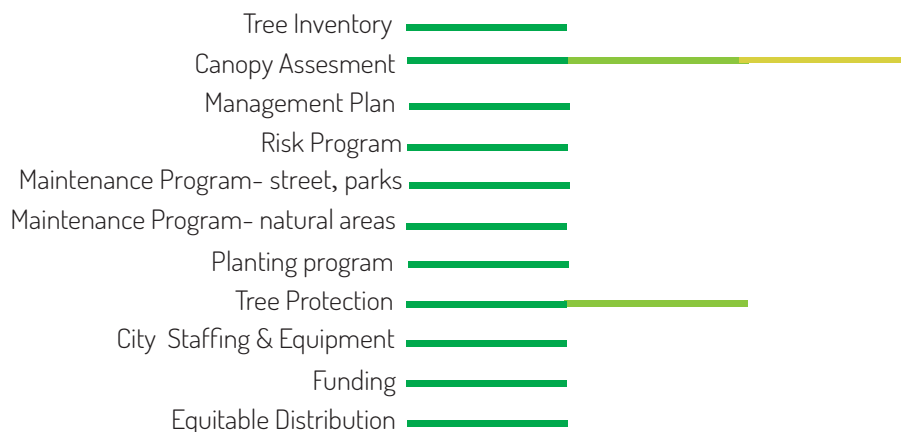 Tree Inventory
Canopy Assesment
Management Plan
Risk Program
Maintenance Program- street, parks
Maintenance Program- natural areas
Planting program
Tree Protection
City Staffing & Equipment
Funding
Equitable Distribution